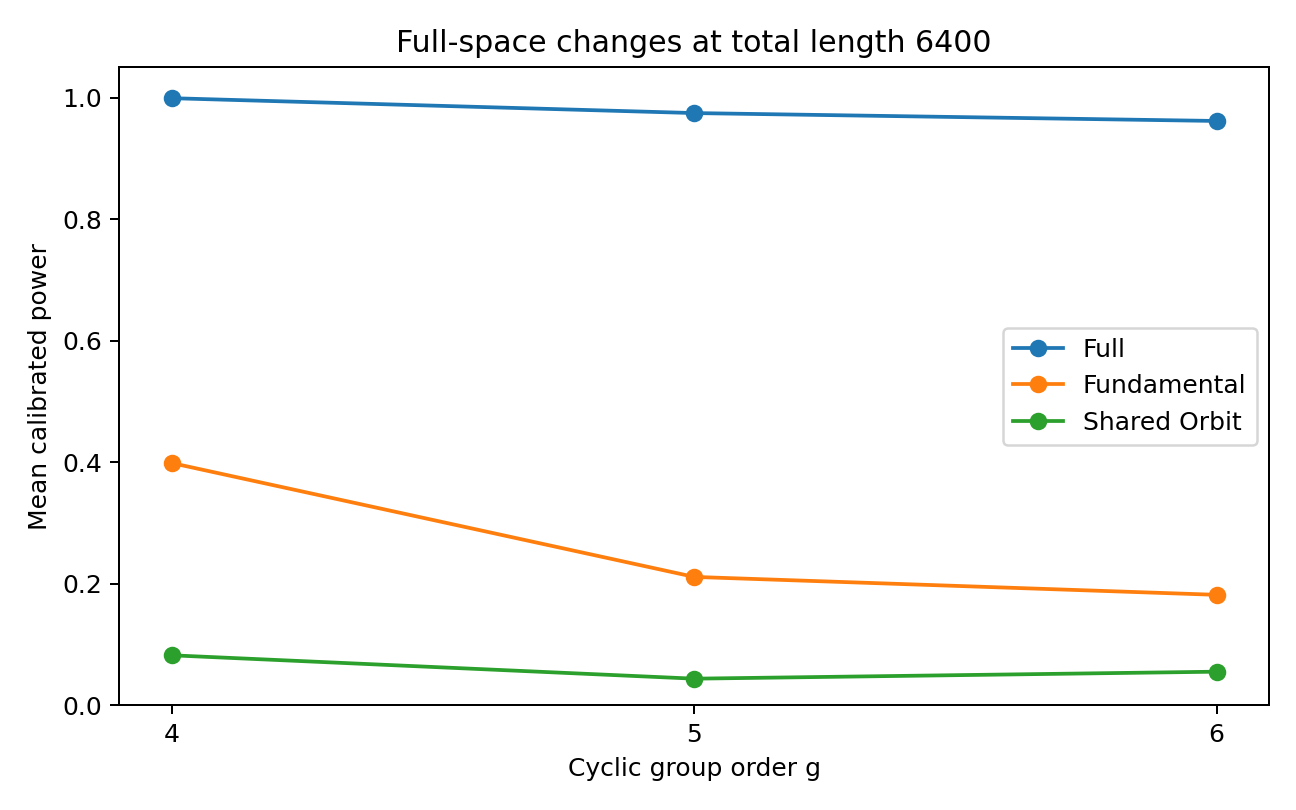 Full-space changes at total length 6400
Mean calibrated power
1.0
0.8
0.6
0.4
0.2
0.0
Full
Fundamental
Shared Orbit
4
5
6
Cyclic group order g